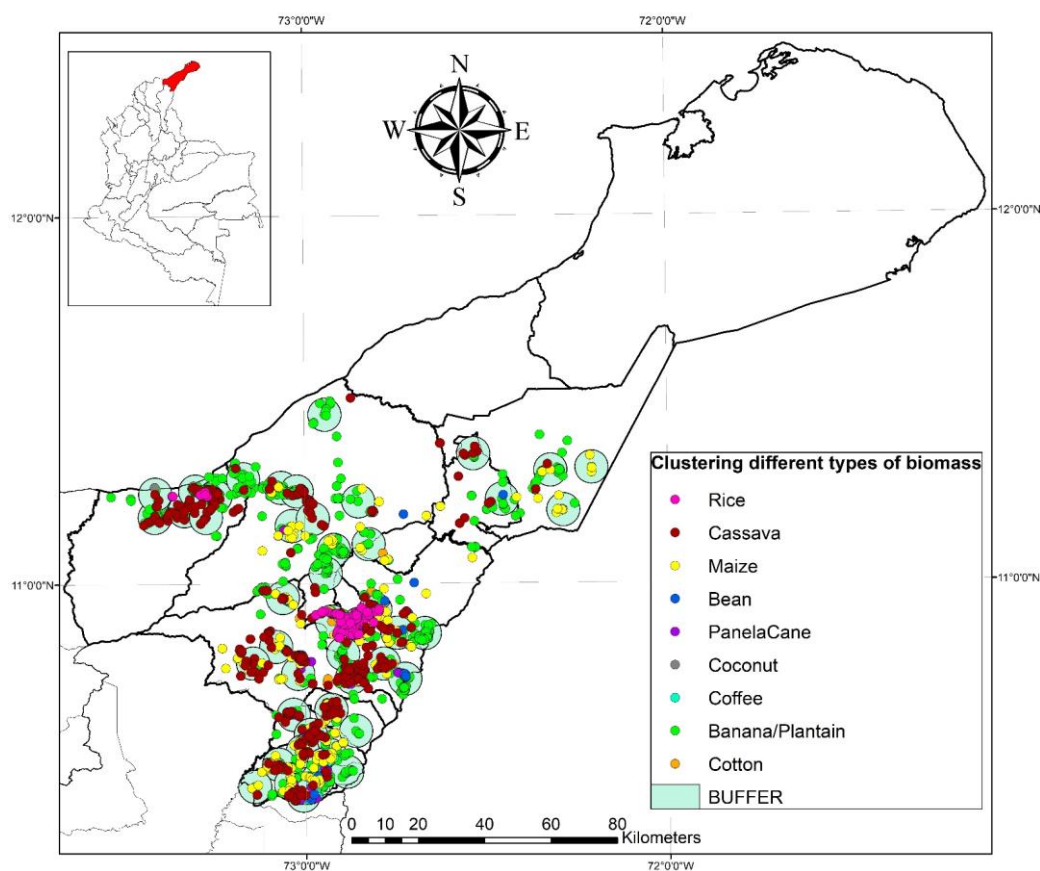 73°0'0"W 72°0'0"W
N
W E
S
12°0'0"N 12°0'0"N
Clustering different types of biomass
Rice
Cassava
Maize
Bean
PanelaCane
Coconut
Coffee
Banana/Plantain
Cotton
BUFFER
11°0'0"N 11°0'0"N
0 5 10 20 40 60 80
Kilometers
73°0'0"W 72°0'0"W